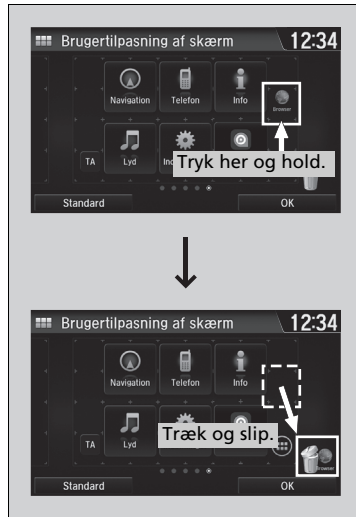 Brugertilpasning af skærm 12:34
Navigation Telefon Info Browser
TA Lyd Ind
Tryk her og hold.
Standard OK
Brugertilpasning af skærm 12:34
Navigation Telefon Info
TA Lyd
Træk og slip.
Browser
Standard OK